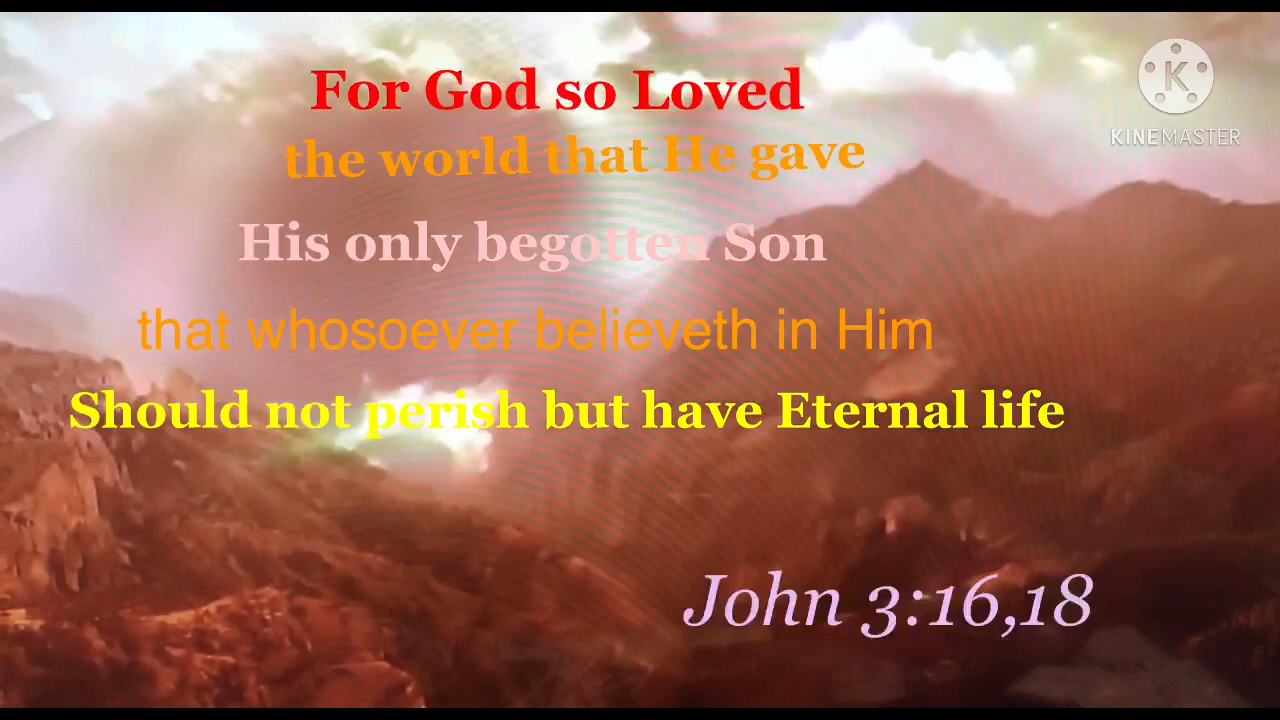 For God so Loved
the world that He gave
His only begotten Son
that whosoever believeth in Him
Should not perish but have Eternal life
John 3:16,18
K
KINEMASTER